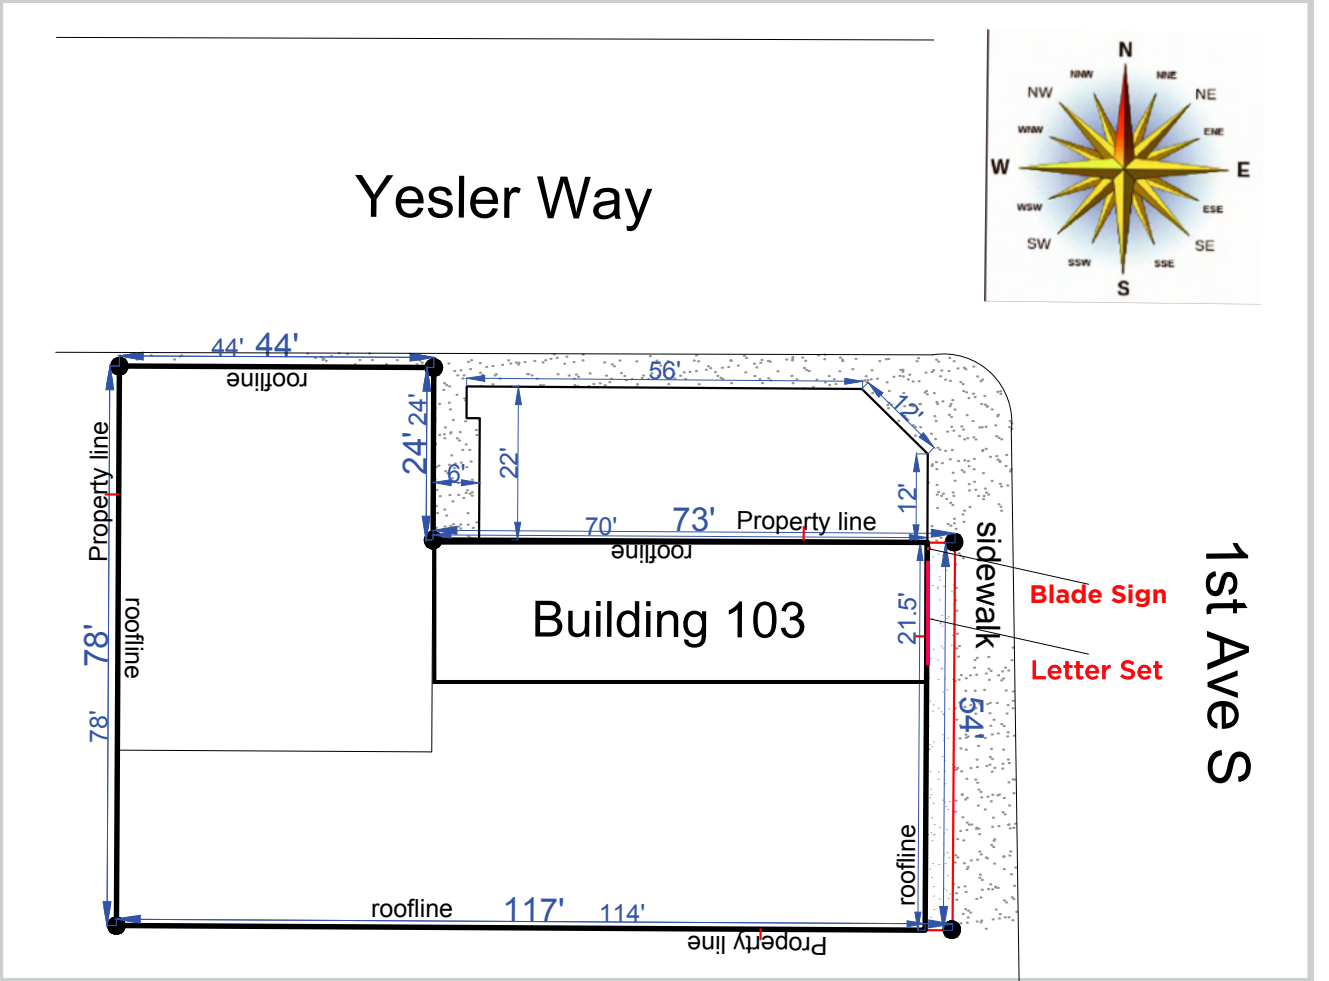 N
NNW
NNE
NW
NE
WNW
ENE
W
E
WSW
ESE
SW
SE
SSW
SSE
S
Yesler Way
44' 44'
roofline
56'
12'
24' 24'
6'
22'
12'
Property line
70'
73'
Property line
roofline
sidewalk
1st Ave S
Blade Sign
Building 103
21.5'
Letter Set
roofline
78'
78'
54'
roofline
roofline
117'
114'
Property line